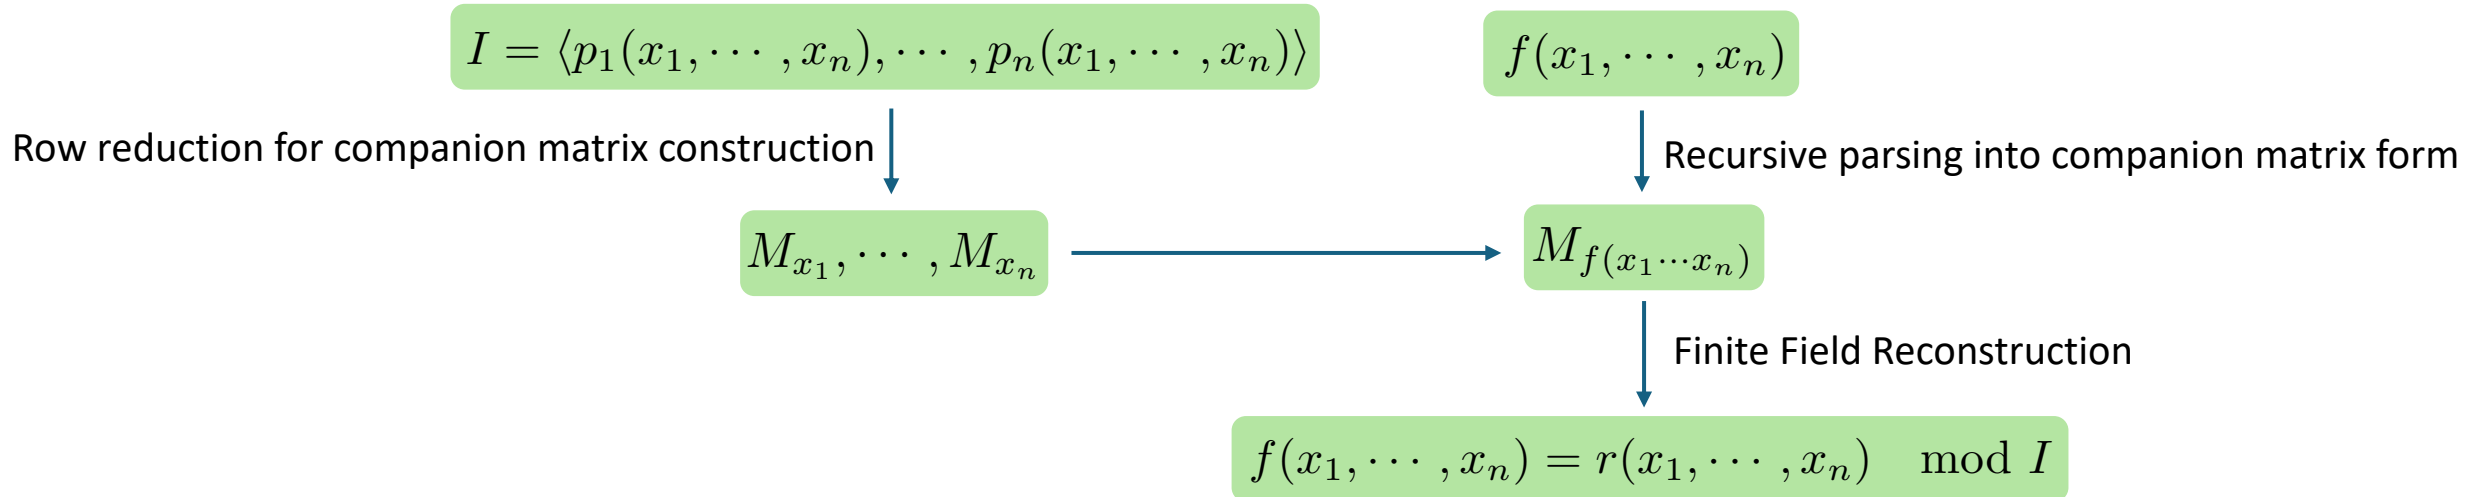 I = ⟨p₁(x₁, ⋯ , xₙ), ⋯ , pₙ(x₁, ⋯ , xₙ)⟩
f(x₁, ⋯ , xₙ)
Row reduction for companion matrix construction
Recursive parsing into companion matrix form
M_{x₁}, ⋯ , M_{xₙ}
M_{f(x₁⋯xₙ)}
Finite Field Reconstruction
f(x₁, ⋯ , xₙ) = r(x₁, ⋯ , xₙ) mod I